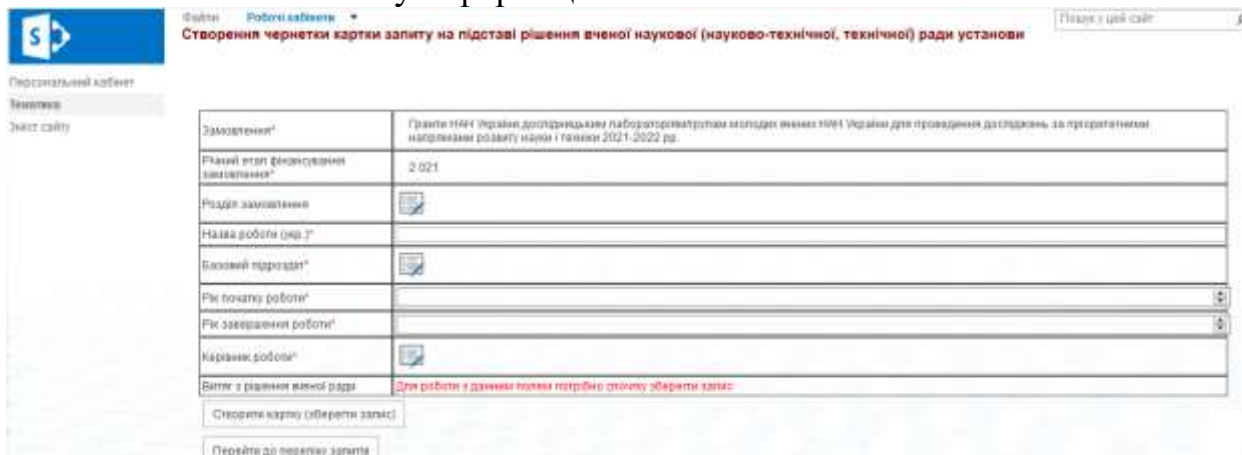 Файли Робочі кабінети
Пошук у цей сайт
Створення чернетки картки запиту на підставі рішення вченої наукової (науково-технічної, технічної) ради установи
Персональний кабінет
Тематика
Зміст сайту
Замовлення*
Гранти НАН України дослідницьким лабораторіям/групам молодих вчених НАН України для проведення досліджень за пріоритетними
напрямами розвитку науки і техніки 2021-2022 рр.
Річний етап фінансування
замовлення*
2 021
Розділ замовлення
Назва роботи (укр.)*
Базовий підрозділ*
Рік початку роботи*
Рік завершення роботи*
Керівник роботи*
Витяг з рішення вченої ради
Для роботи з данним полем потрібно спочтку зберегти запис
Створити картку (зберегти запис)
Перейти до переліку запитів